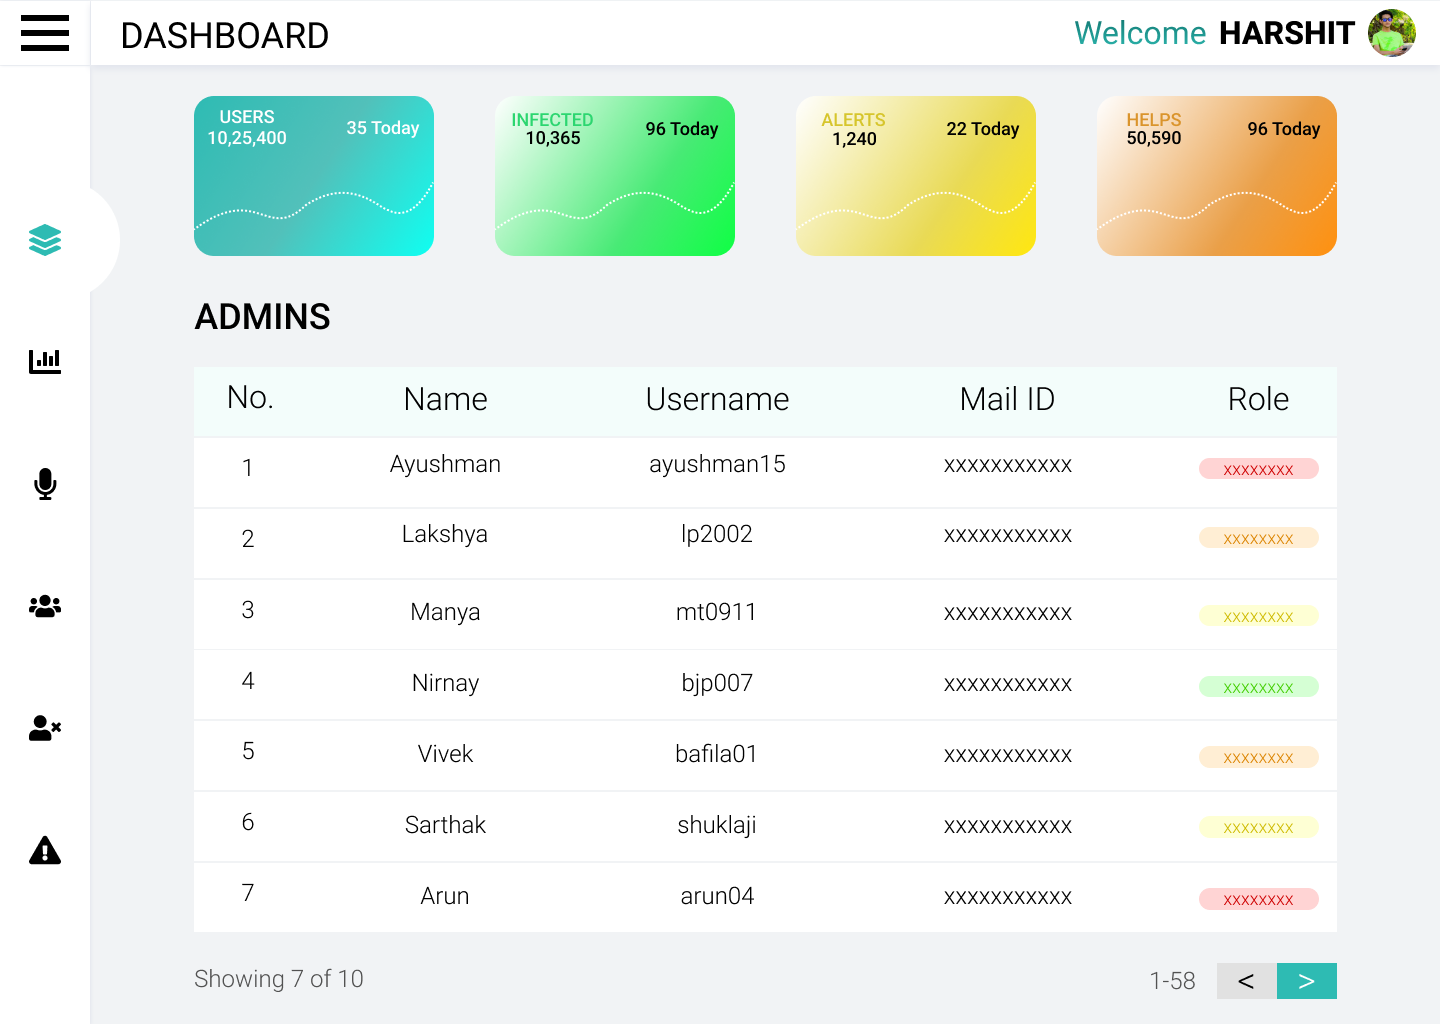 DASHBOARD
Welcome HARSHIT
USERS
10,25,400
35 Today
INFECTED
10,365
96 Today
ALERTS
1,240
22 Today
HELPS
50,590
96 Today
ADMINS
No. Name Username Mail ID Role
1 Ayushman ayushman15 xxxxxxxxxxx xxxxxxxx
2 Lakshya lp2002 xxxxxxxxxxx xxxxxxxx
3 Manya mt0911 xxxxxxxxxxx xxxxxxxx
4 Nirnay bjp007 xxxxxxxxxxx xxxxxxxx
5 Vivek bafila01 xxxxxxxxxxx xxxxxxxx
6 Sarthak shuklaji xxxxxxxxxxx xxxxxxxx
7 Arun arun04 xxxxxxxxxxx xxxxxxxx
Showing 7 of 10
1-58 < >